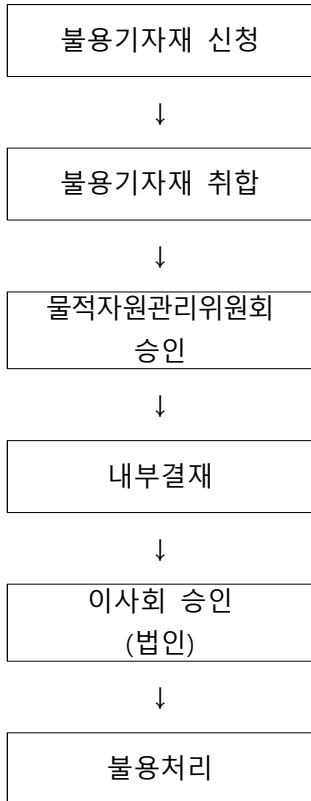 불용기자재 신청
↓
불용기자재 취합
↓
물적자원관리위원회
승인
↓
내부결재
↓
이사회 승인
(법인)
↓
불용처리